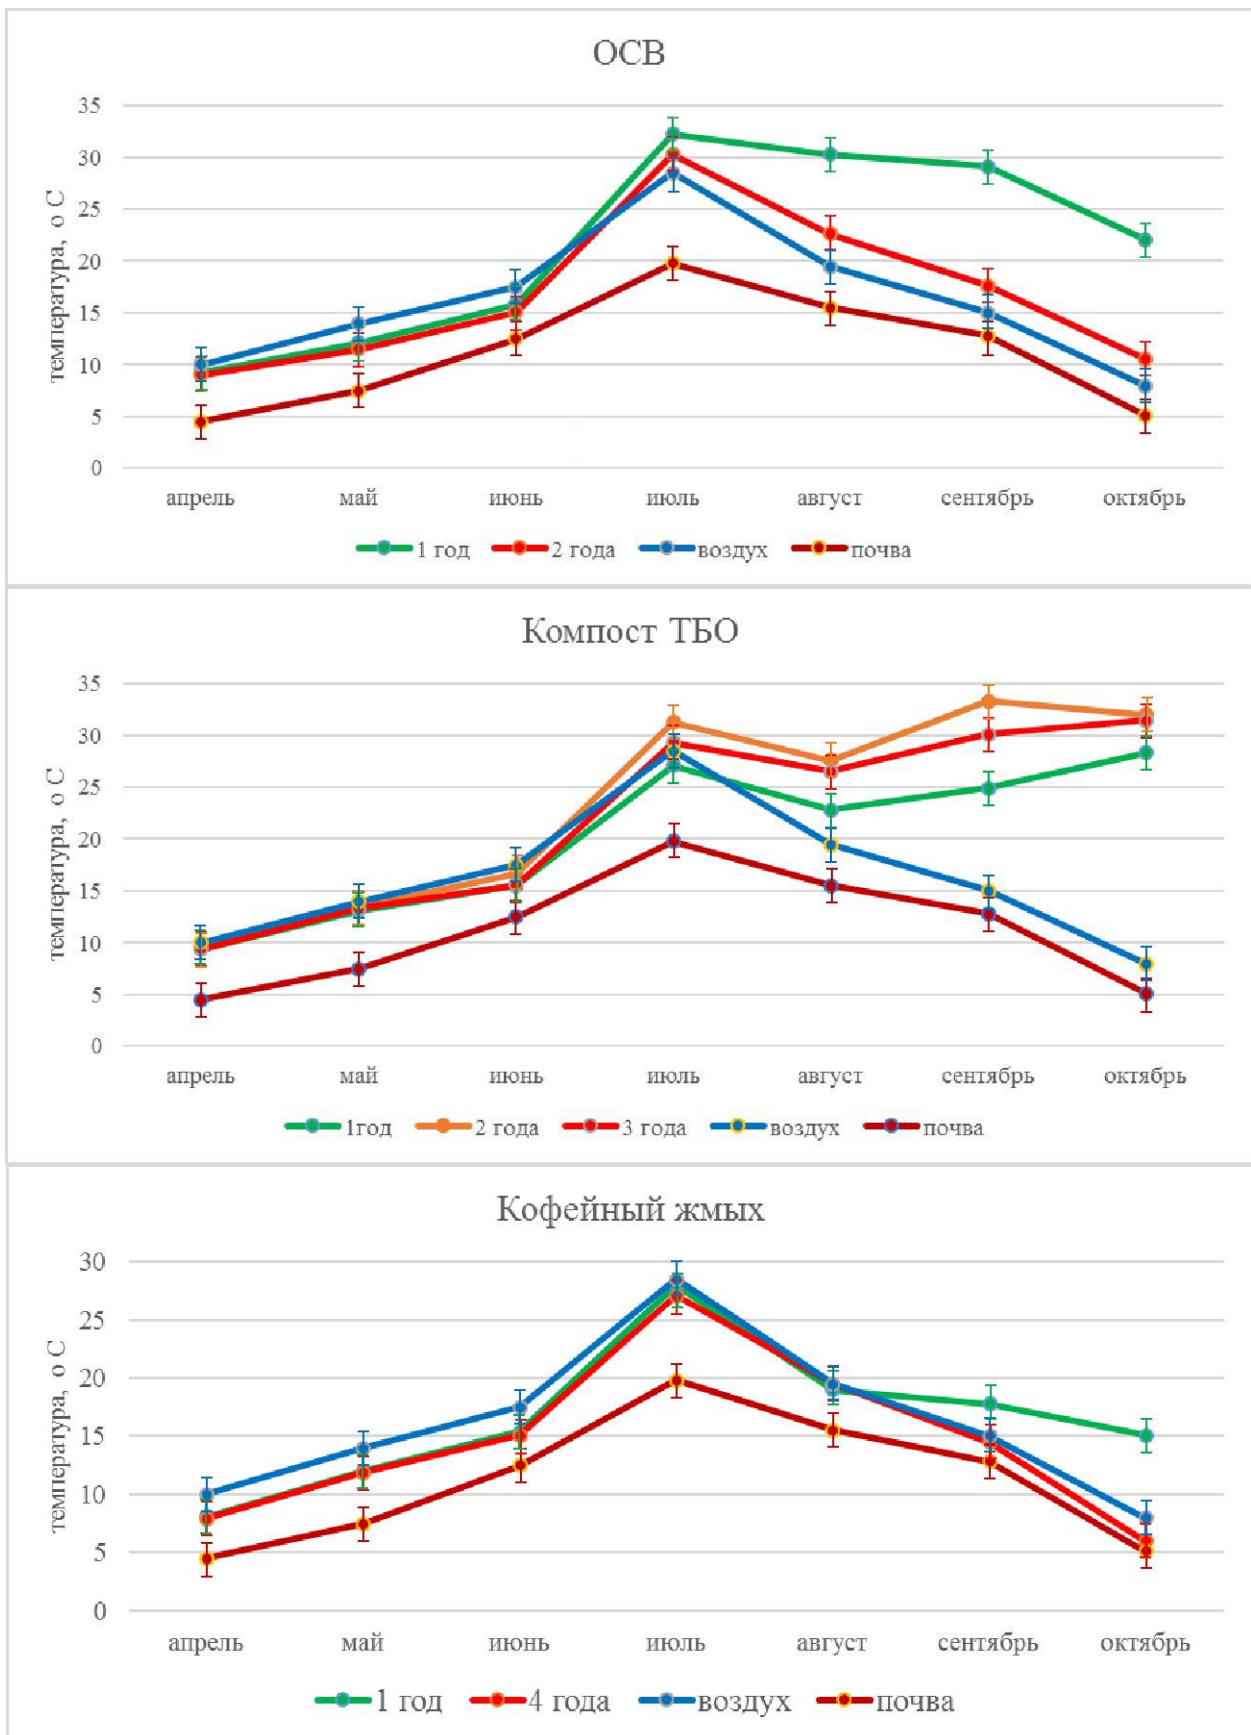 ОСВ
температура, о С
35
30
25
20
15
10
5
0
апрель май июнь июль август сентябрь октябрь
1 год 2 года воздух почва
Компост ТБО
температура, о С
35
30
25
20
15
10
5
0
апрель май июнь июль август сентябрь октябрь
1год 2 года 3 года воздух почва
Кофейный жмых
температура, о С
30
25
20
15
10
5
0
апрель май июнь июль август сентябрь октябрь
1 год 4 года воздух почва